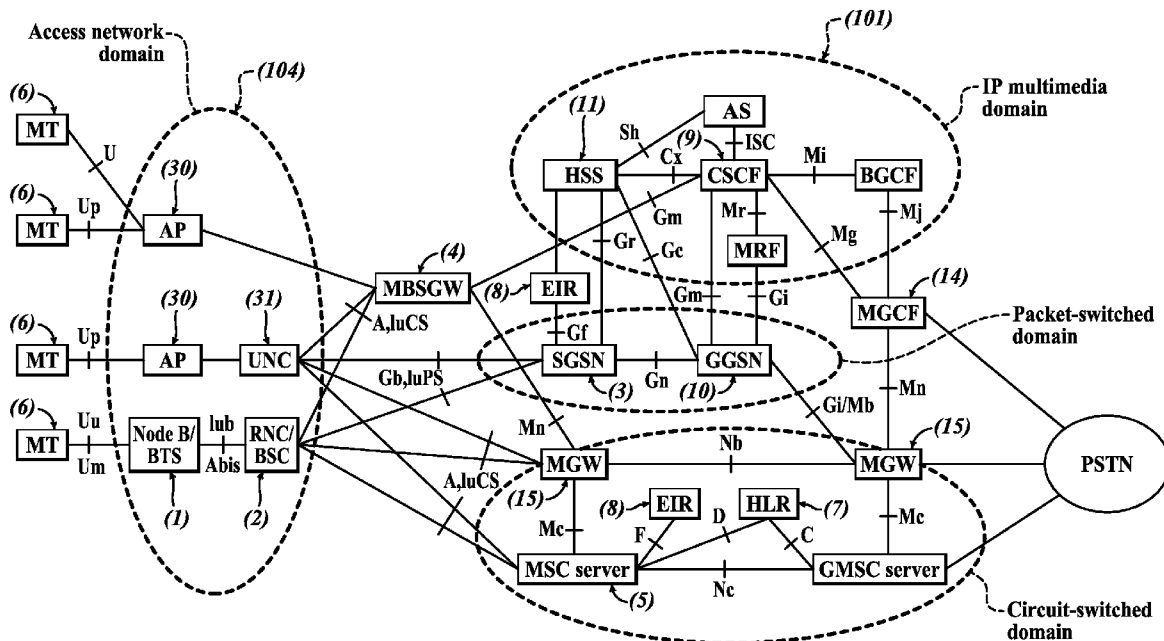 Access network
domain
(104)
(101)
IP multimedia
domain
(6)
MT
U
(6)
MT
Up
(30)
AP
(11)
HSS
Sh
AS
ISC
(9)
Cx
CSCF
Mi
BGCF
Gm
Mr
Mj
Gr
Gc
MRF
Mg
(4)
MBSGW
(8)
EIR
Gm
Gi
(14)
MGCF
Packet-switched
domain
A,luCS
(6)
MT
Up
(30)
AP
(31)
UNC
Gf
SGSN
Gn
GGSN
(3)
(10)
Gb,luPS
Gi/Mb
Mn
(6)
MT
Uu
Um
Node B/
BTS
lub
Abis
RNC/
BSC
(1)
(2)
Mn
A,luCS
MGW
(15)
Nb
(15)
MGW
PSTN
Mc
(8)
EIR
HLR
(7)
F
D
C
Mc
MSC server
(5)
Nc
GMSC server
Circuit-switched
domain